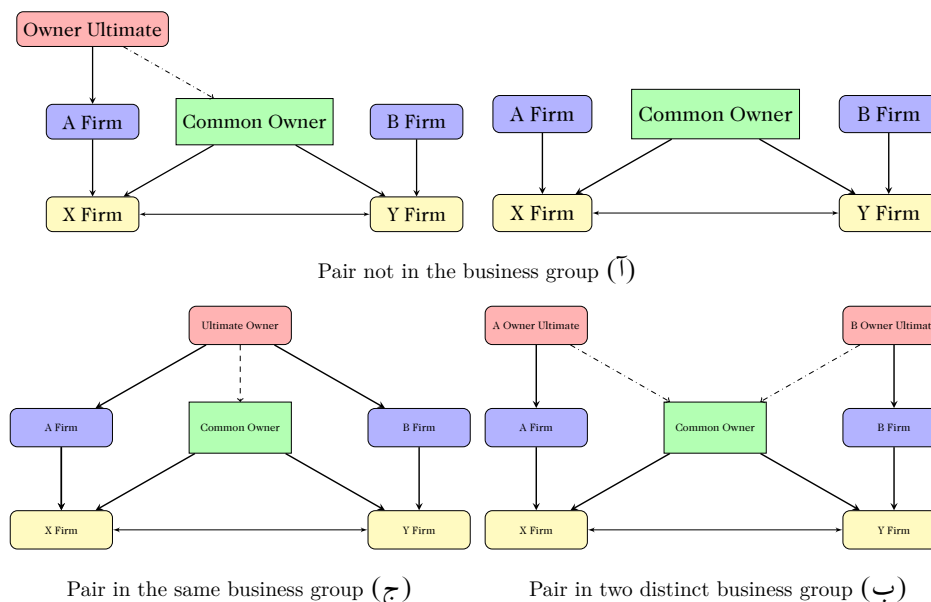 Owner Ultimate
A Firm
Common Owner
B Firm
X Firm
Y Firm
A Firm
Common Owner
B Firm
X Firm
Y Firm
Pair not in the business group (آ)
Ultimate Owner
A Firm
Common Owner
B Firm
X Firm
Y Firm
Pair in the same business group (ج)
A Owner Ultimate
B Owner Ultimate
A Firm
Common Owner
B Firm
X Firm
Y Firm
Pair in two distinct business group (ب)